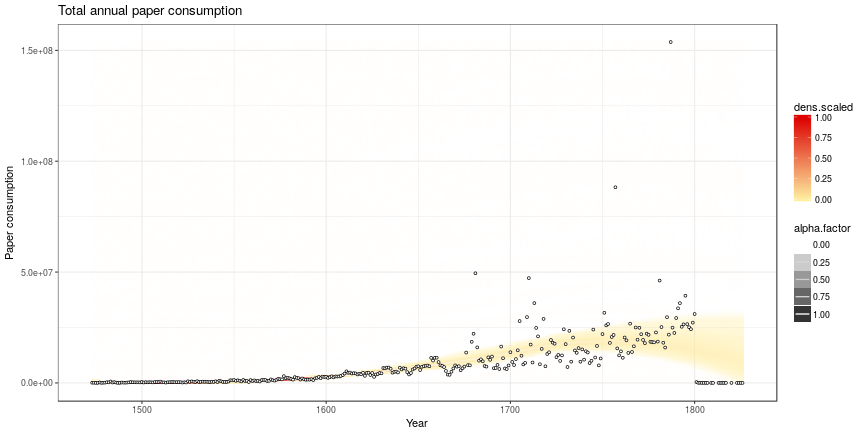 Total annual paper consumption
1.5e+08
1.0e+08
5.0e+07
0.0e+00
Paper consumption
1500
1600
1700
1800
Year
dens.scaled
1.00
0.75
0.50
0.25
0.00
alpha.factor
0.00
0.25
0.50
0.75
1.00